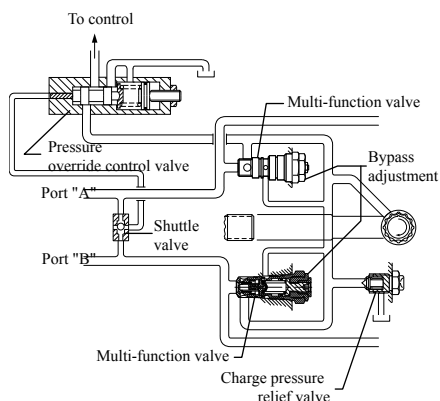 To control
Multi-function valve
Pressure
override control valve
Bypass
adjustment
Port "A"
Shuttle
valve
Port "B"
Multi-function valve
Charge pressure
relief valve